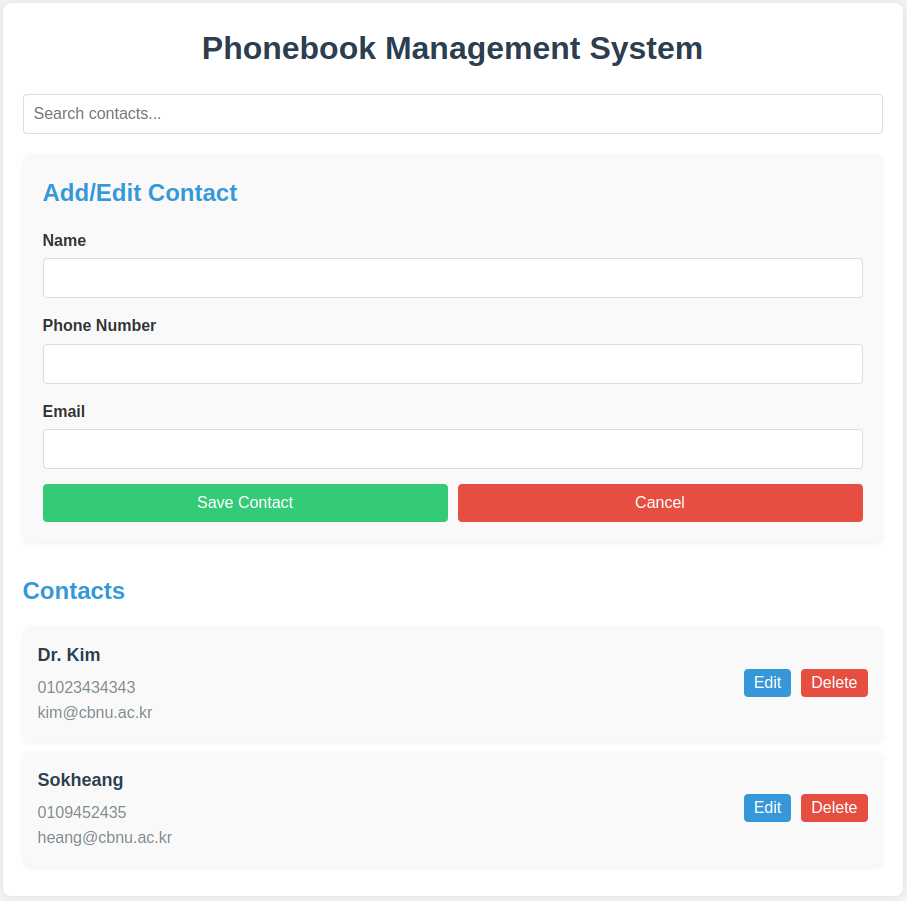 Phonebook Management System
Search contacts...
Add/Edit Contact
Name
Phone Number
Email
Save Contact Cancel
Contacts
Dr. Kim
01023434343
kim@cbnu.ac.kr
Edit Delete
Sokheang
0109452435
heang@cbnu.ac.kr
Edit Delete